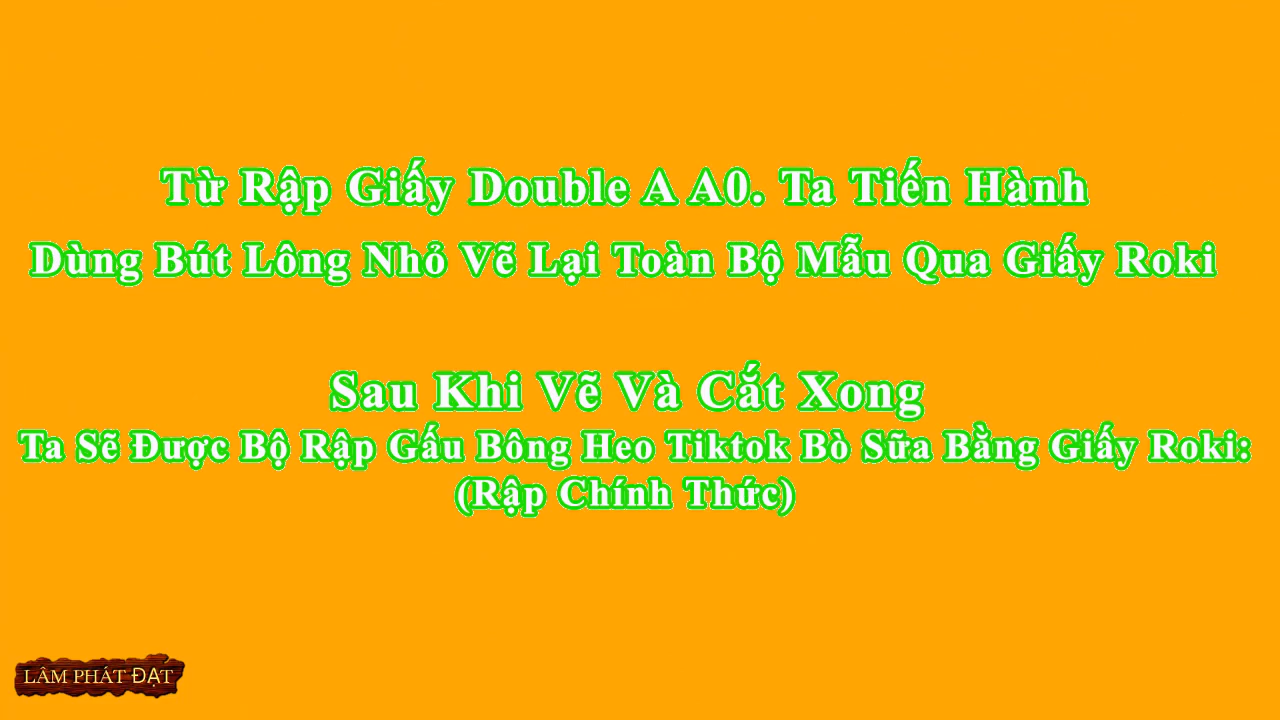 Từ Rập Giấy Double A A0. Ta Tiến Hành
Dùng Bút Lông Nhỏ Vẽ Lại Toàn Bộ Mẫu Qua Giấy Roki
Sau Khi Vẽ Và Cắt Xong
Ta Sẽ Được Bộ Rập Gấu Bông Heo Tiktok Bò Sữa Bằng Giấy Roki:
(Rập Chính Thức)
LÂM PHÁT ĐẠT